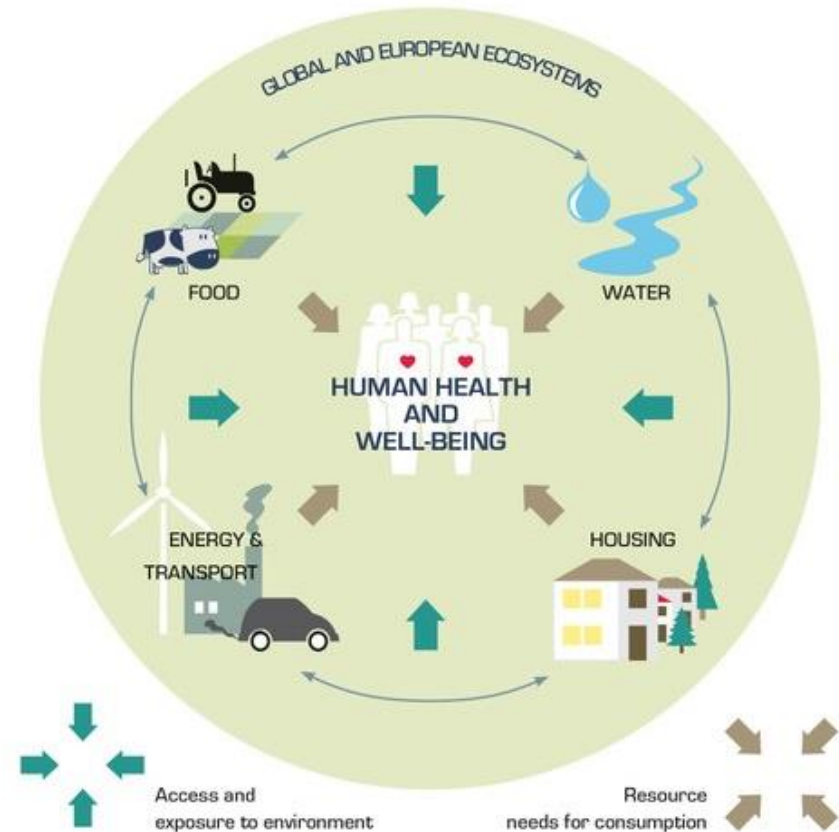 GLOBAL AND EUROPEAN ECOSYSTEMS
FOOD
WATER
HUMAN HEALTH
AND
WELL-BEING
ENERGY &
TRANSPORT
HOUSING
Access and
exposure to environment
Resource
needs for consumption